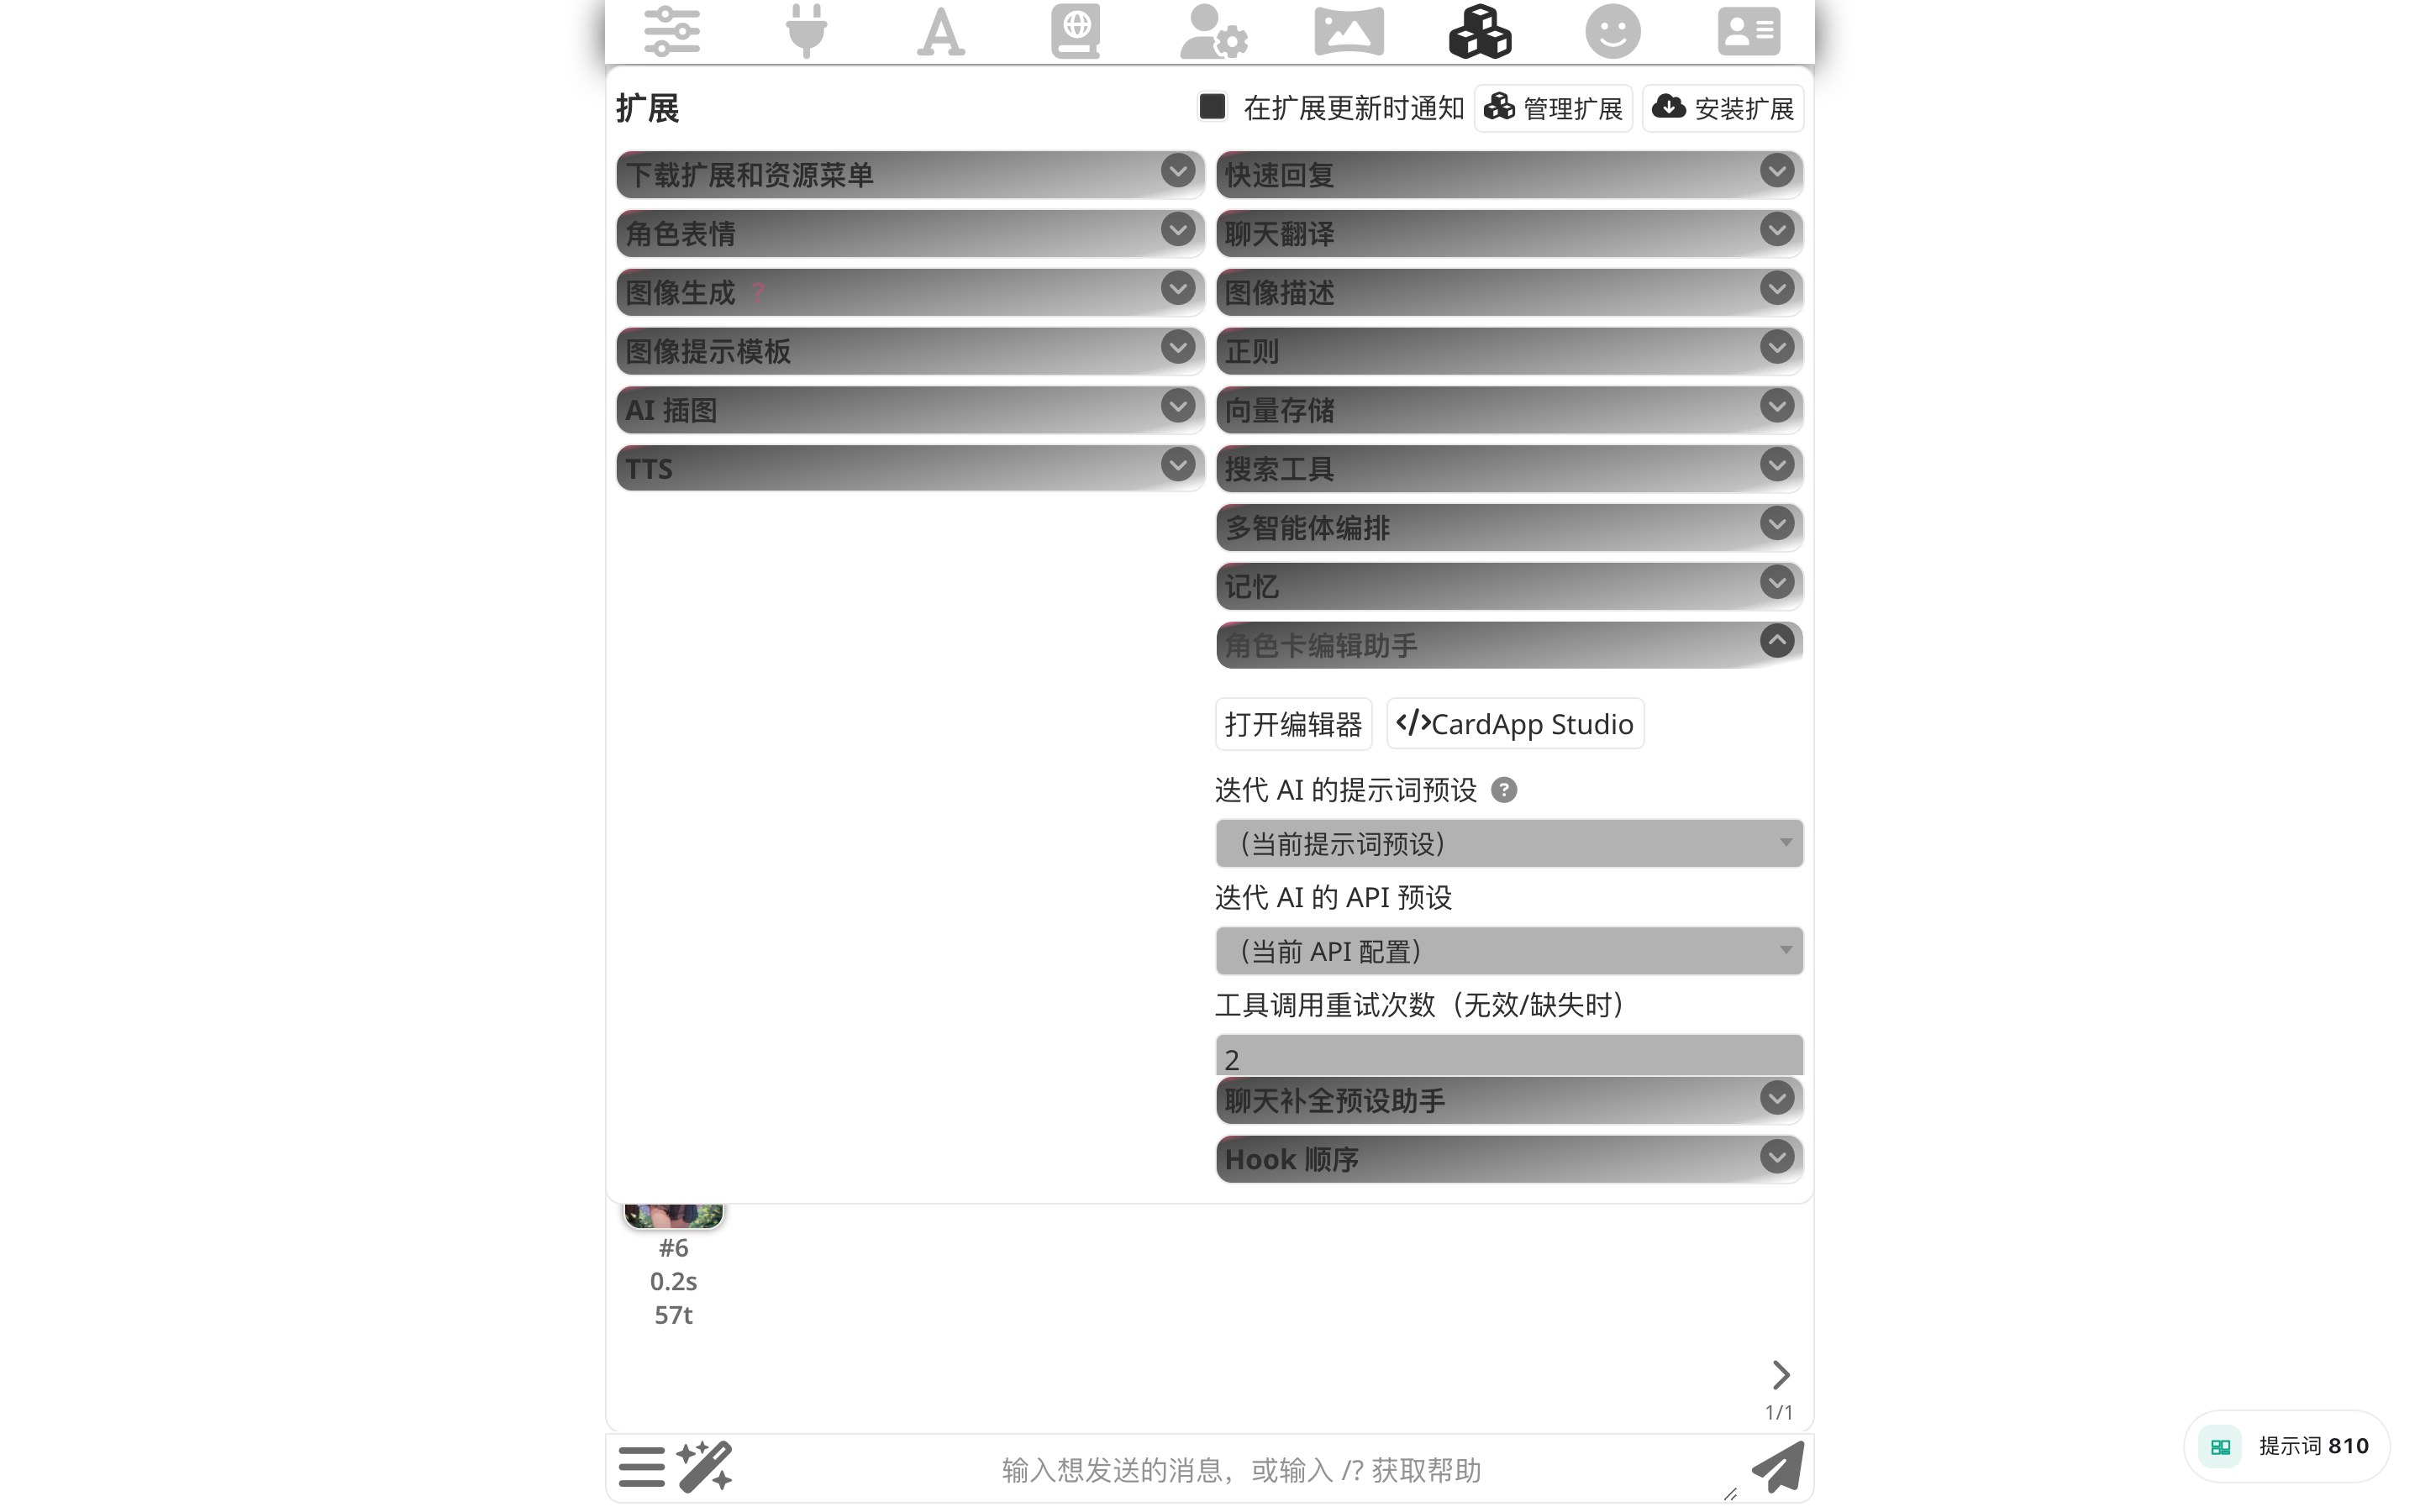 扩展
在扩展更新时通知
管理扩展
安装扩展
下载扩展和资源菜单
角色表情
图像生成 ?
图像提示模板
AI 插图
TTS
快速回复
聊天翻译
图像描述
正则
向量存储
搜索工具
多智能体编排
记忆
角色卡编辑助手
打开编辑器
</>CardApp Studio
迭代 AI 的提示词预设 ?
（当前提示词预设）
迭代 AI 的 API 预设
（当前 API 配置）
工具调用重试次数（无效/缺失时）
2
聊天补全预设助手
Hook 顺序
#6
0.2s
57t
1/1
输入想发送的消息，或输入 /? 获取帮助
提示词 810